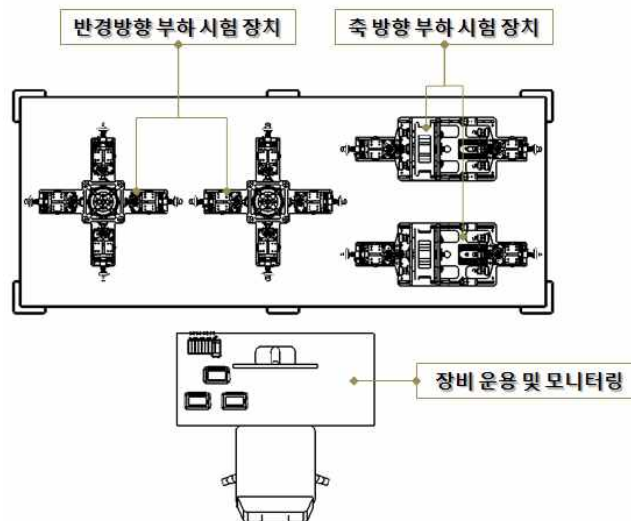 반경방향 부하 시험 장치
축 방향 부하 시험 장치
장비 운용 및 모니터링